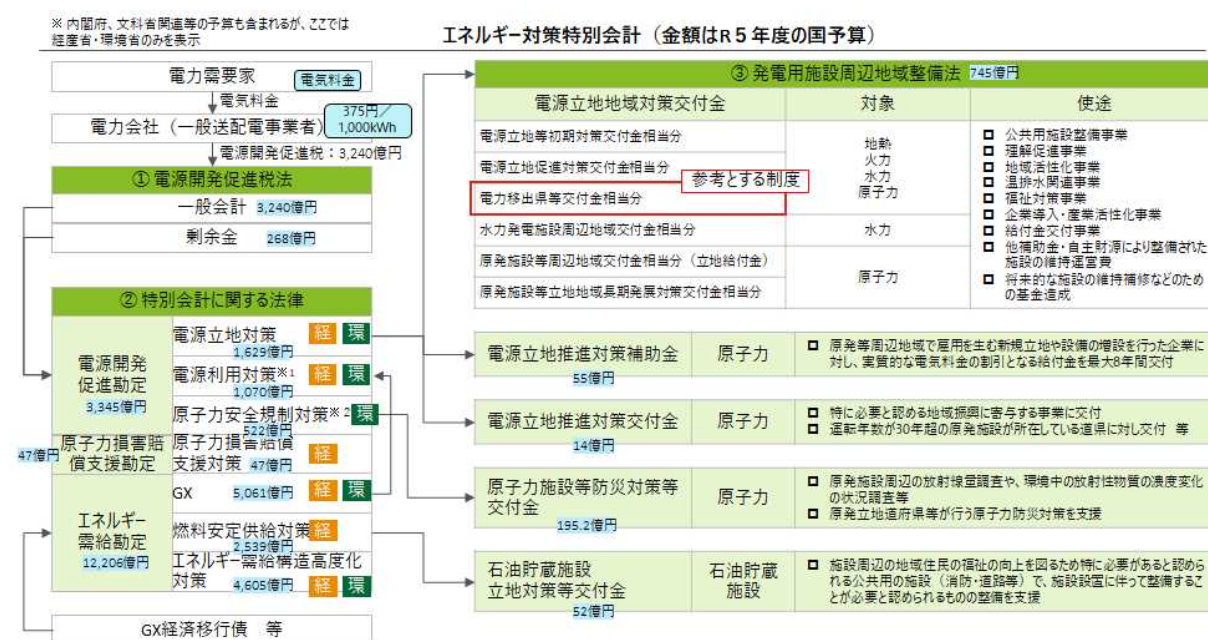 ※ 内閣府、文科省関連等の予算も含まれるが、ここでは
経産省・環境省のみを表示
エネルギー対策特別会計（金額はR５年度の国予算）
電力需要家
電気料金
電気料金
電力会社（一般送配電事業者）
375円／
1,000kWh
電源開発促進税：3,240億円
① 電源開発促進税法
一般会計 3,240億円
剰余金 268億円
② 特別会計に関する法律
電源開発
促進勘定
3,345億円
電源立地対策 経 環
1,629億円
電源利用対策※1 経 環
1,070億円
原子力安全規制対策※2 環
522億円
47億円
原子力損害賠
償支援勘定
原子力損害賠償
支援対策 47億円 経
エネルギー
需給勘定
12,206億円
GX 5,061億円 経 環
燃料安定供給対策 経
2,539億円
エネルギー需給構造高度化
対策 4,605億円 経 環
GX経済移行債　等
③ 発電用施設周辺地域整備法 745億円
電源立地地域対策交付金 対象 使途
電源立地等初期対策交付金相当分
電源立地促進対策交付金相当分
参考とする制度
電力移出県等交付金相当分
地熱
火力
水力
原子力
水力発電施設周辺地域交付金相当分 水力
原発施設等周辺地域交付金相当分（立地給付金）
原発施設等立地地域長期発展対策交付金相当分
原子力
公共用施設整備事業
理解促進事業
地域活性化事業
温排水関連事業
福祉対策事業
企業導入・産業活性化事業
給付金交付事業
他補助金・自主財源により整備された
施設の維持運営費
将来的な施設の維持補修などのため
の基金造成
電源立地推進対策補助金 原子力
55億円
原発等周辺地域で雇用を生む新規立地や設備の増設を行った企業に
対し、実質的な電気料金の割引となる給付金を最大8年間交付
電源立地推進対策交付金 原子力
14億円
特に必要と認める地域振興に寄与する事業に交付
運転年数が30年超の原発施設が所在している道県に対し交付　等
原子力施設等防災対策等
交付金
195.2億円
原子力
原発施設周辺の放射線量調査や、環境中の放射性物質の濃度変化
の状況調査等
原発立地道府県等が行う原子力防災対策を支援
石油貯蔵施設
立地対策等交付金
52億円
石油貯蔵
施設
施設周辺の地域住民の福祉の向上を図るため特に必要があると認めら
れる公共用の施設（消防・道路等）で、施設設置に伴って整備するこ
とが必要と認められるものの整備を支援